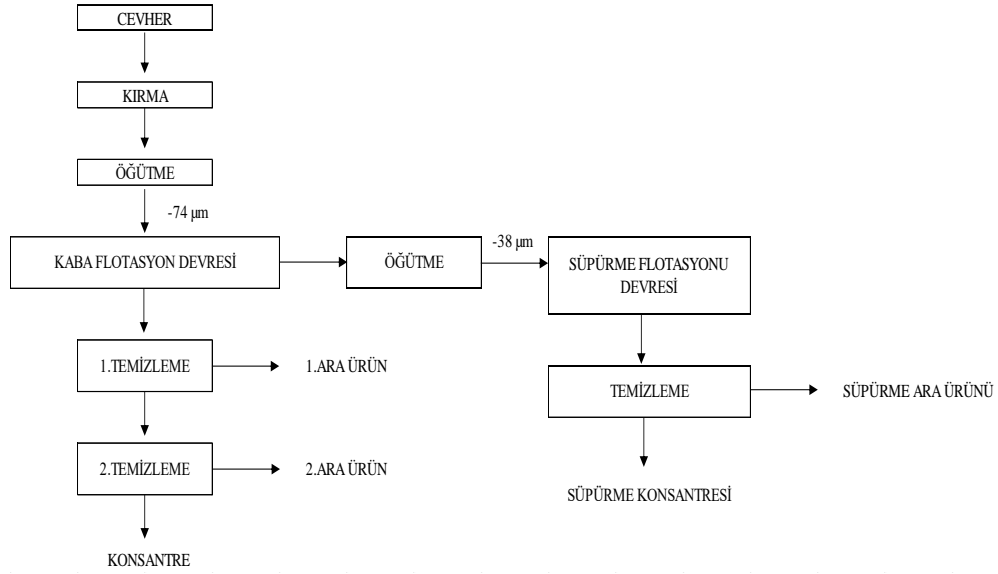 CEVHER
KIRMA
ÖĞÜTME
-74 µm
KABA FLOTASYON DEVRESİ
ÖĞÜTME
-38 µm
SÜPÜRME FLOTASYONU
DEVRESİ
1.TEMİZLEME
1.ARA ÜRÜN
TEMİZLEME
SÜPÜRME ARA ÜRÜNÜ
2.TEMİZLEME
2.ARA ÜRÜN
SÜPÜRME KONSANTRESİ
KONSANTRE